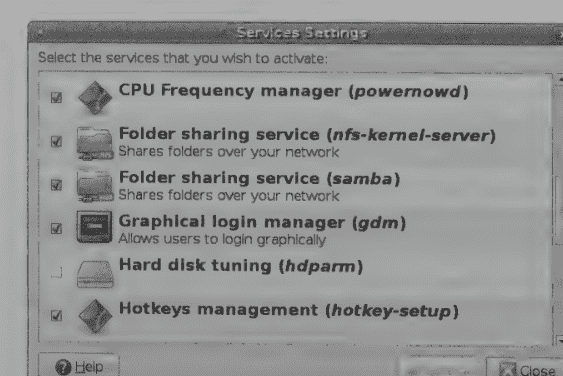 Services Settings
Select the services that you wish to activate:
CPU Frequency manager (powernowd)
Folder sharing service (nfs-kernel-server)
Shares folders over your network
Folder sharing service (samba)
Shares folders over your network
Graphical login manager (gdm)
Allows users to login graphically
Hard disk tuning (hdparm)
Hotkeys management (hotkey-setup)
Help
Close